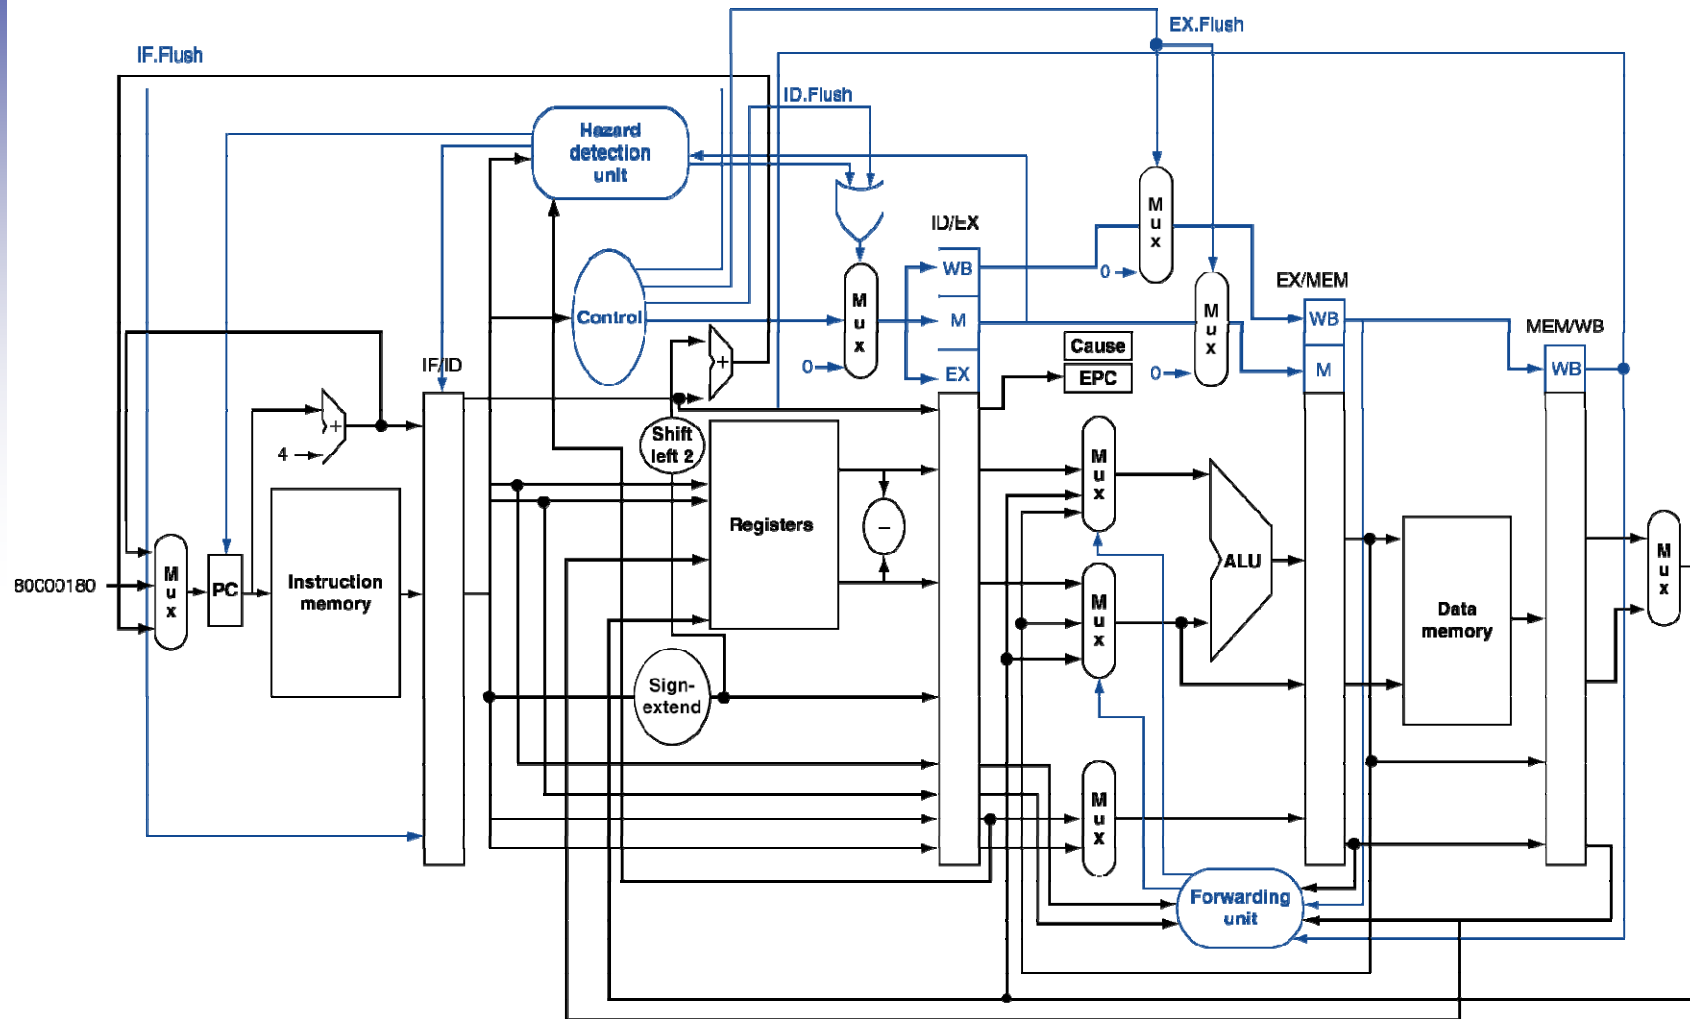 EX.Flush
IF.Flush
ID.Flush
Hazard
detection
unit
M
u
x
ID/EX
WB
0
EX/MEM
Control
M
u
x
M
M
u
x
WB
MEM/WB
Cause
IF/ID
0
EX
EPC
0
M
WB
+
+
4
Shift
left 2
M
u
x
Registers
–
80000180
M
u
x
PC
Instruction
memory
ALU
M
u
x
M
u
x
Data
memory
Sign-
extend
M
u
x
Forwarding
unit